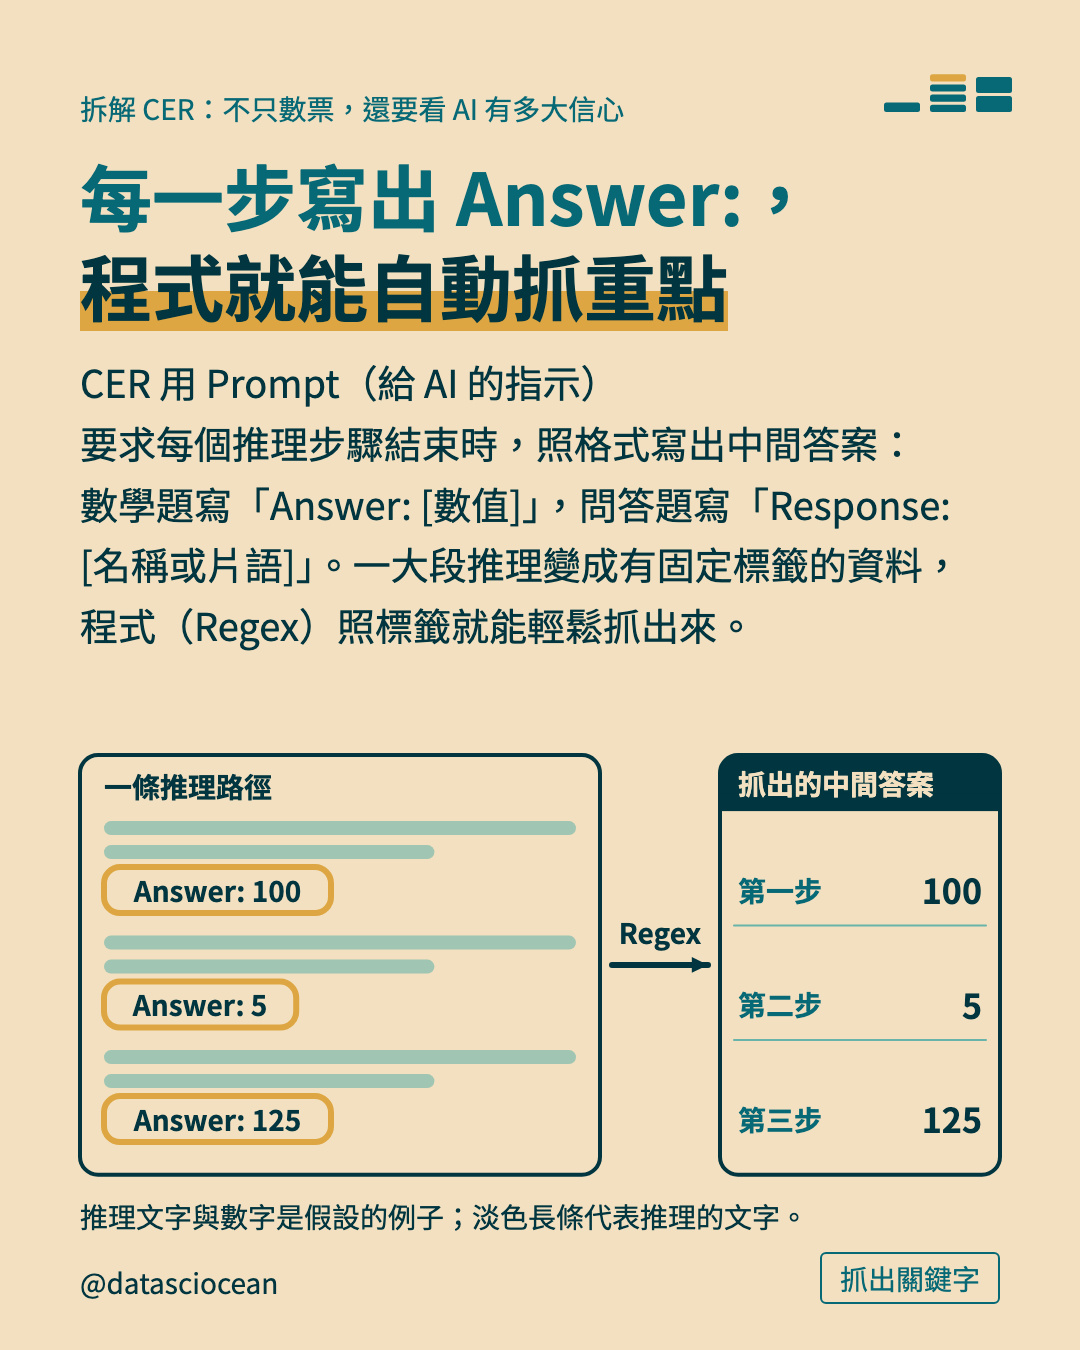 拆解 CER：不只數票，還要看 AI 有多大信心
每一步寫出 Answer:，
程式就能自動抓重點
CER 用 Prompt（給 AI 的指示）
要求每個推理步驟結束時，照格式寫出中間答案：
數學題寫「Answer: [數值]」，問答題寫「Response:
[名稱或片語]」。一大段推理變成有固定標籤的資料，
程式（Regex）照標籤就能輕鬆抓出來。
一條推理路徑
Answer: 100
Answer: 5
Answer: 125
Regex
抓出的中間答案
第一步 100
第二步 5
第三步 125
推理文字與數字是假設的例子；淡色長條代表推理的文字。
@datasciocean
抓出關鍵字